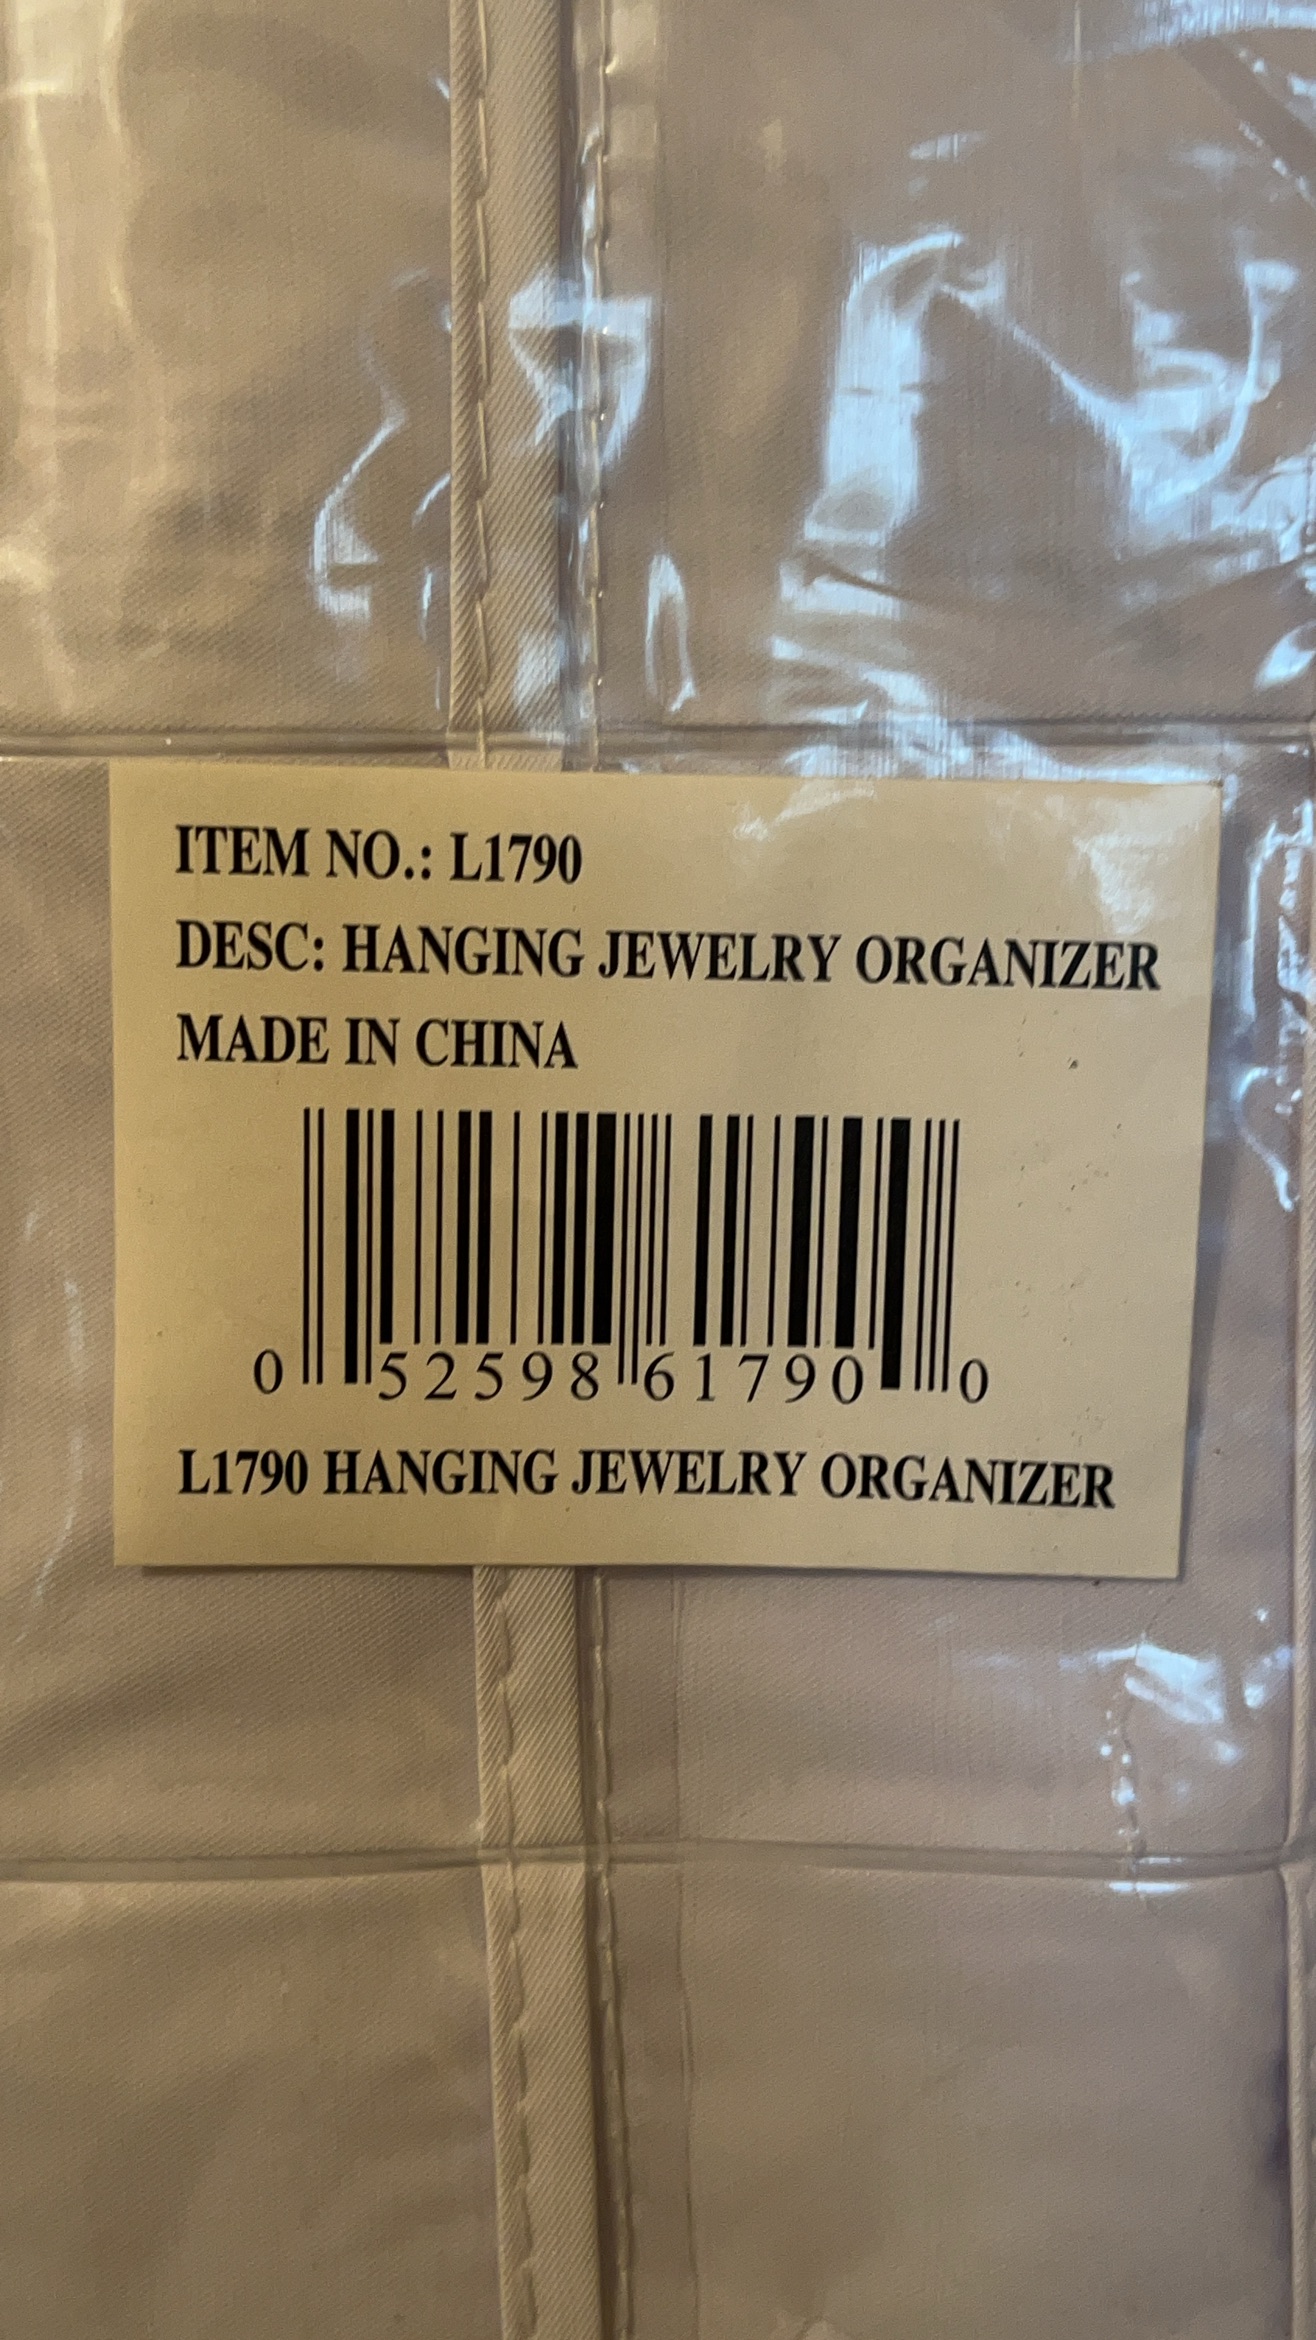 ITEM NO.: L1790
DESC: HANGING JEWELRY ORGANIZER
MADE IN CHINA
0 52598 61790 0
L1790 HANGING JEWELRY ORGANIZER